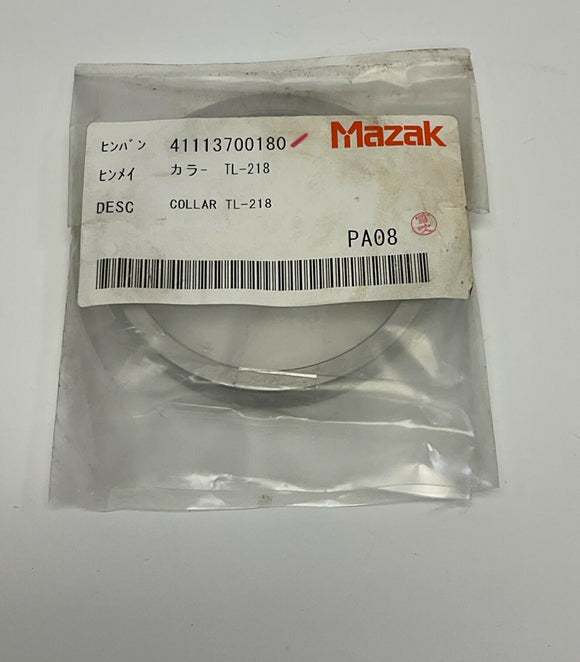 ﾋﾝﾊﾞﾝ 41113700180 Mazak
ﾋﾝﾒｲ カラ- TL-218
DESC COLLAR TL-218
PA08